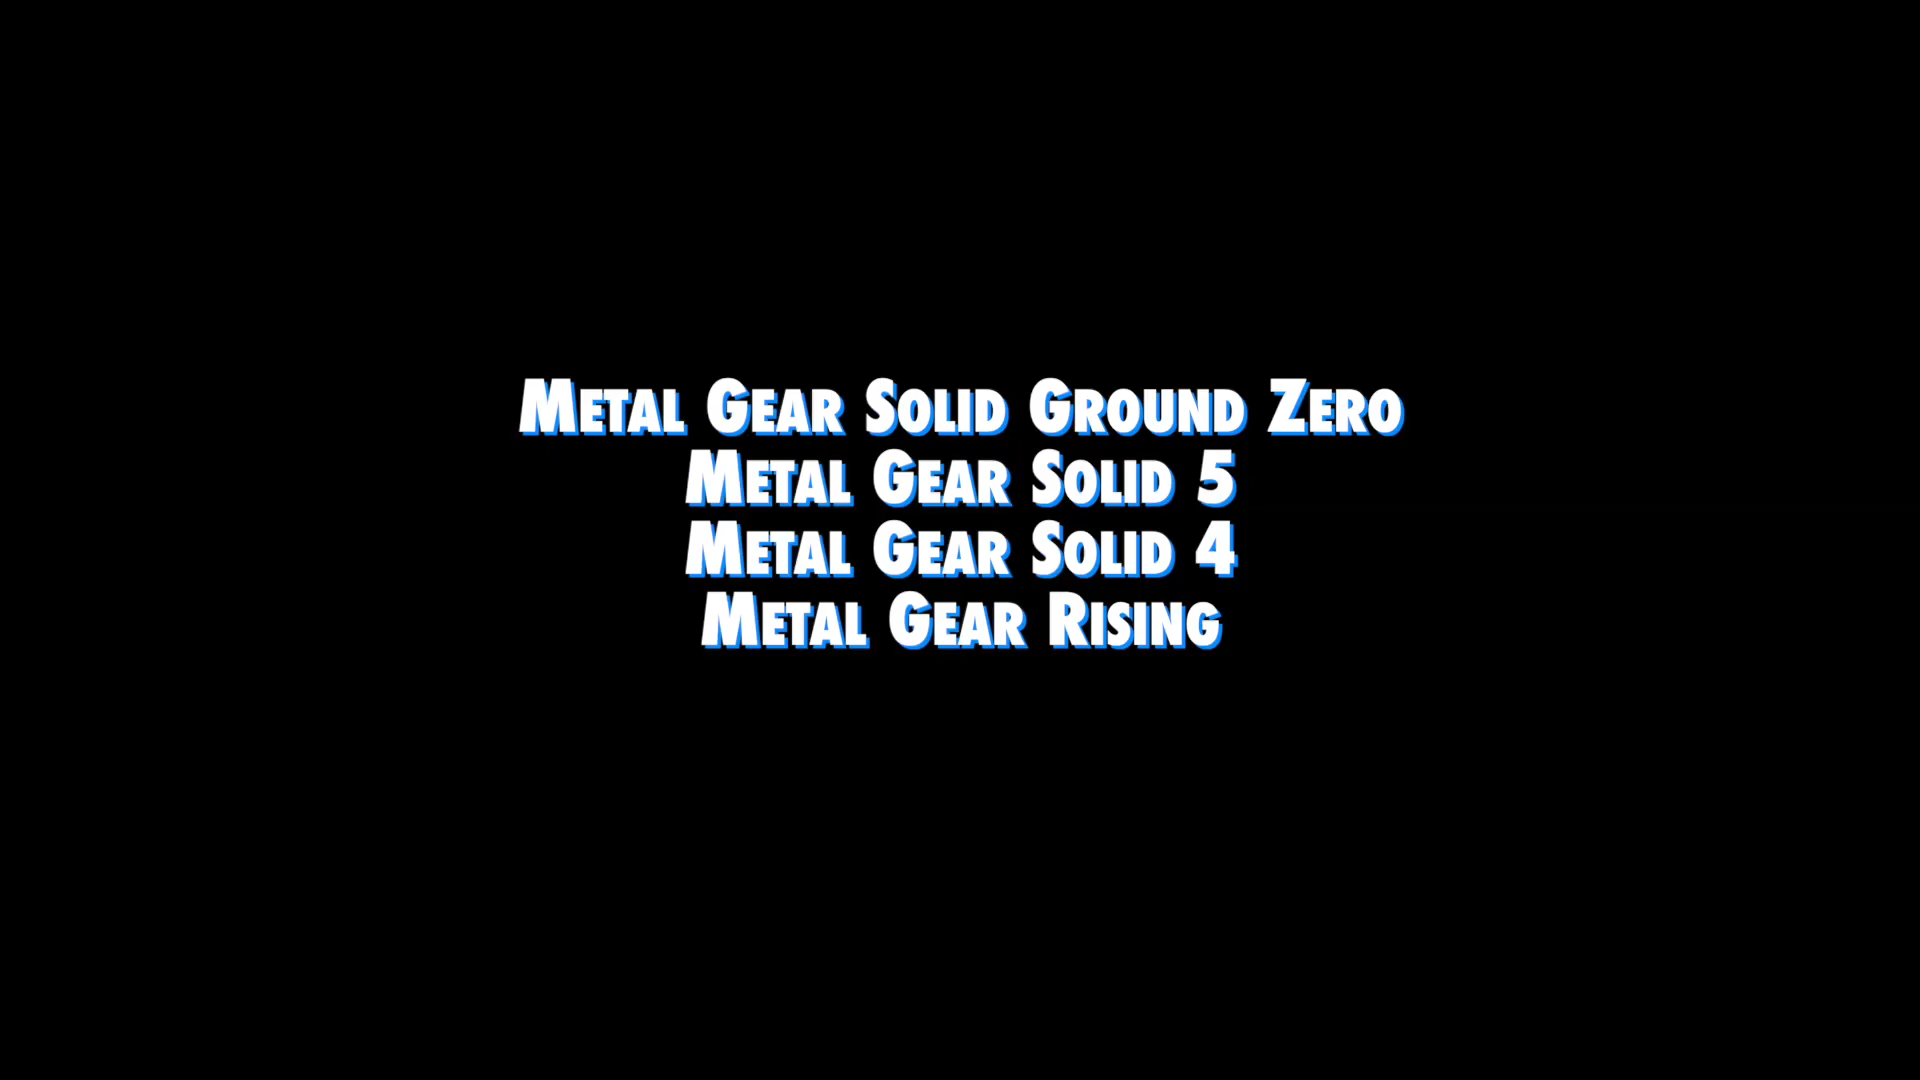 Metal Gear Solid Ground Zero
Metal Gear Solid 5
Metal Gear Solid 4
Metal Gear Rising